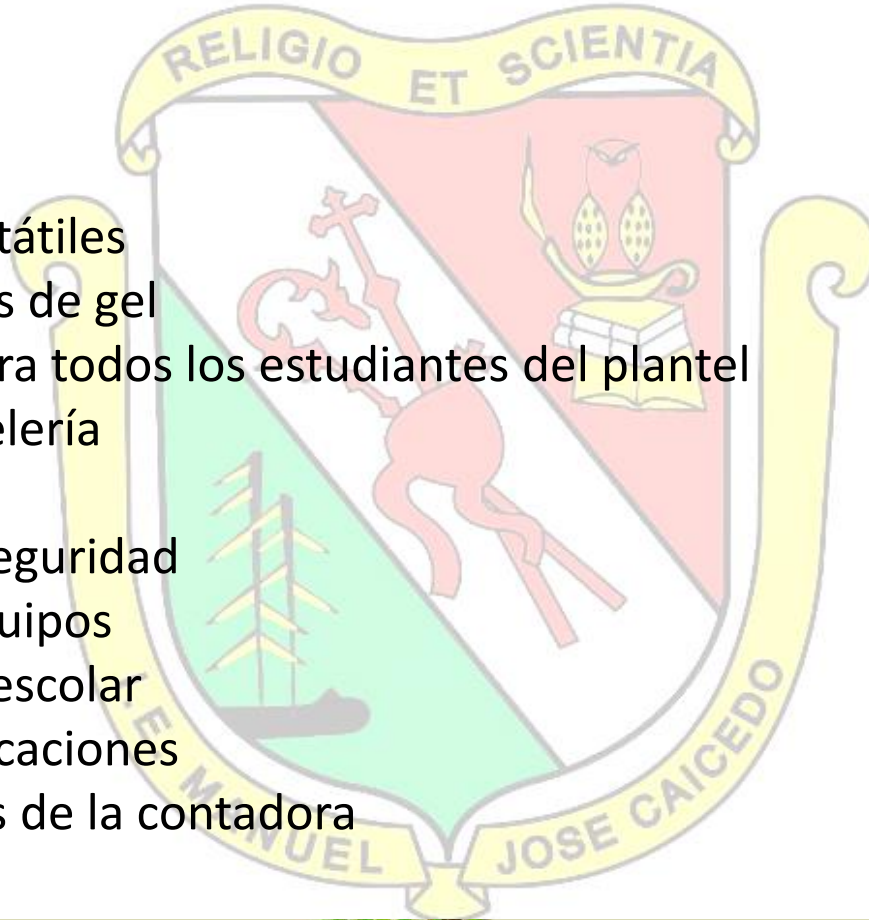 RELIGIO ET SCIENTIA
tátiles
s de gel
ra todos los estudiantes del plantel
elería
eguridad
uipos
escolar
caciones
s de la contadora
I.E MANUEL JOSE CAICEDO